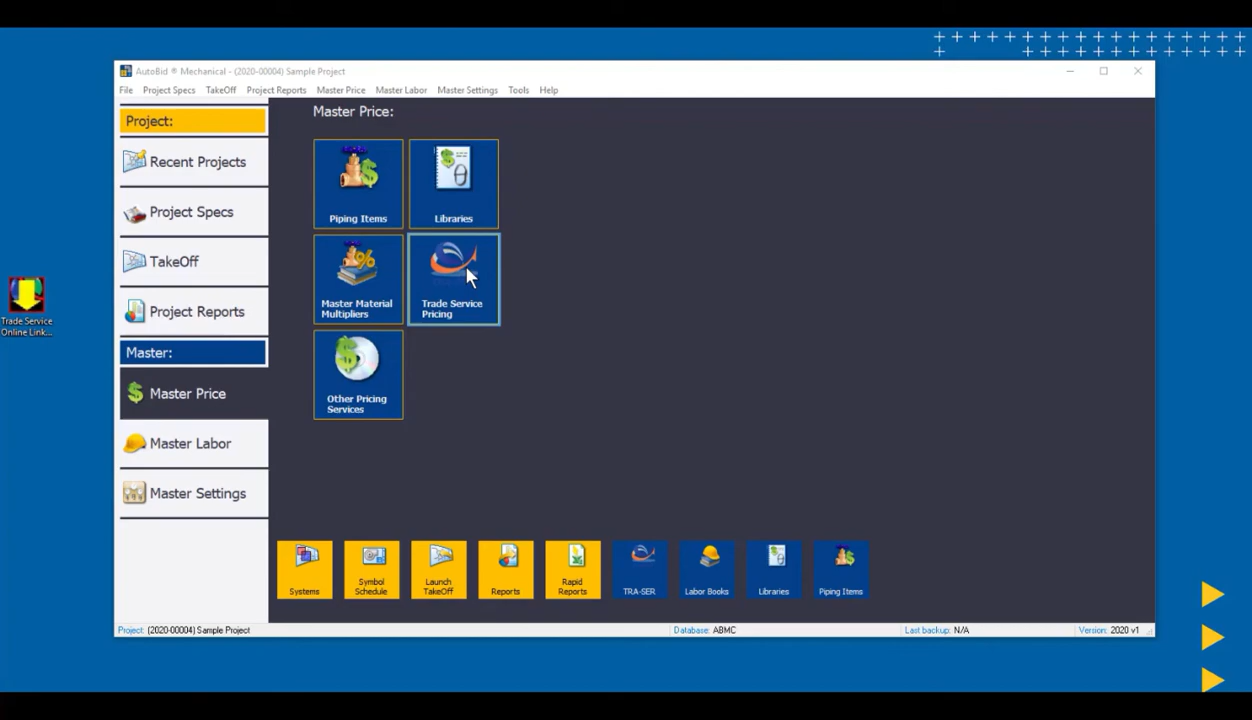 AutoBid ® Mechanical - (2020-00004) Sample Project
File Project Specs TakeOff Project Reports Master Price Master Labor Master Settings Tools Help
Project:
Recent Projects
Project Specs
TakeOff
Project Reports
Master:
Master Price
Master Labor
Master Settings
Master Price:
Piping Items
Libraries
Master Material
Multipliers
Trade Service
Pricing
Other Pricing
Services
Trade Service
Online Link...
Systems
Symbol
Schedule
Launch
TakeOff
Reports
Rapid
Reports
TRA-SER
Labor Books
Libraries
Piping Items
Project: (2020-00004) Sample Project
Database: ABMC
Last backup: N/A
Version: 2020 v1